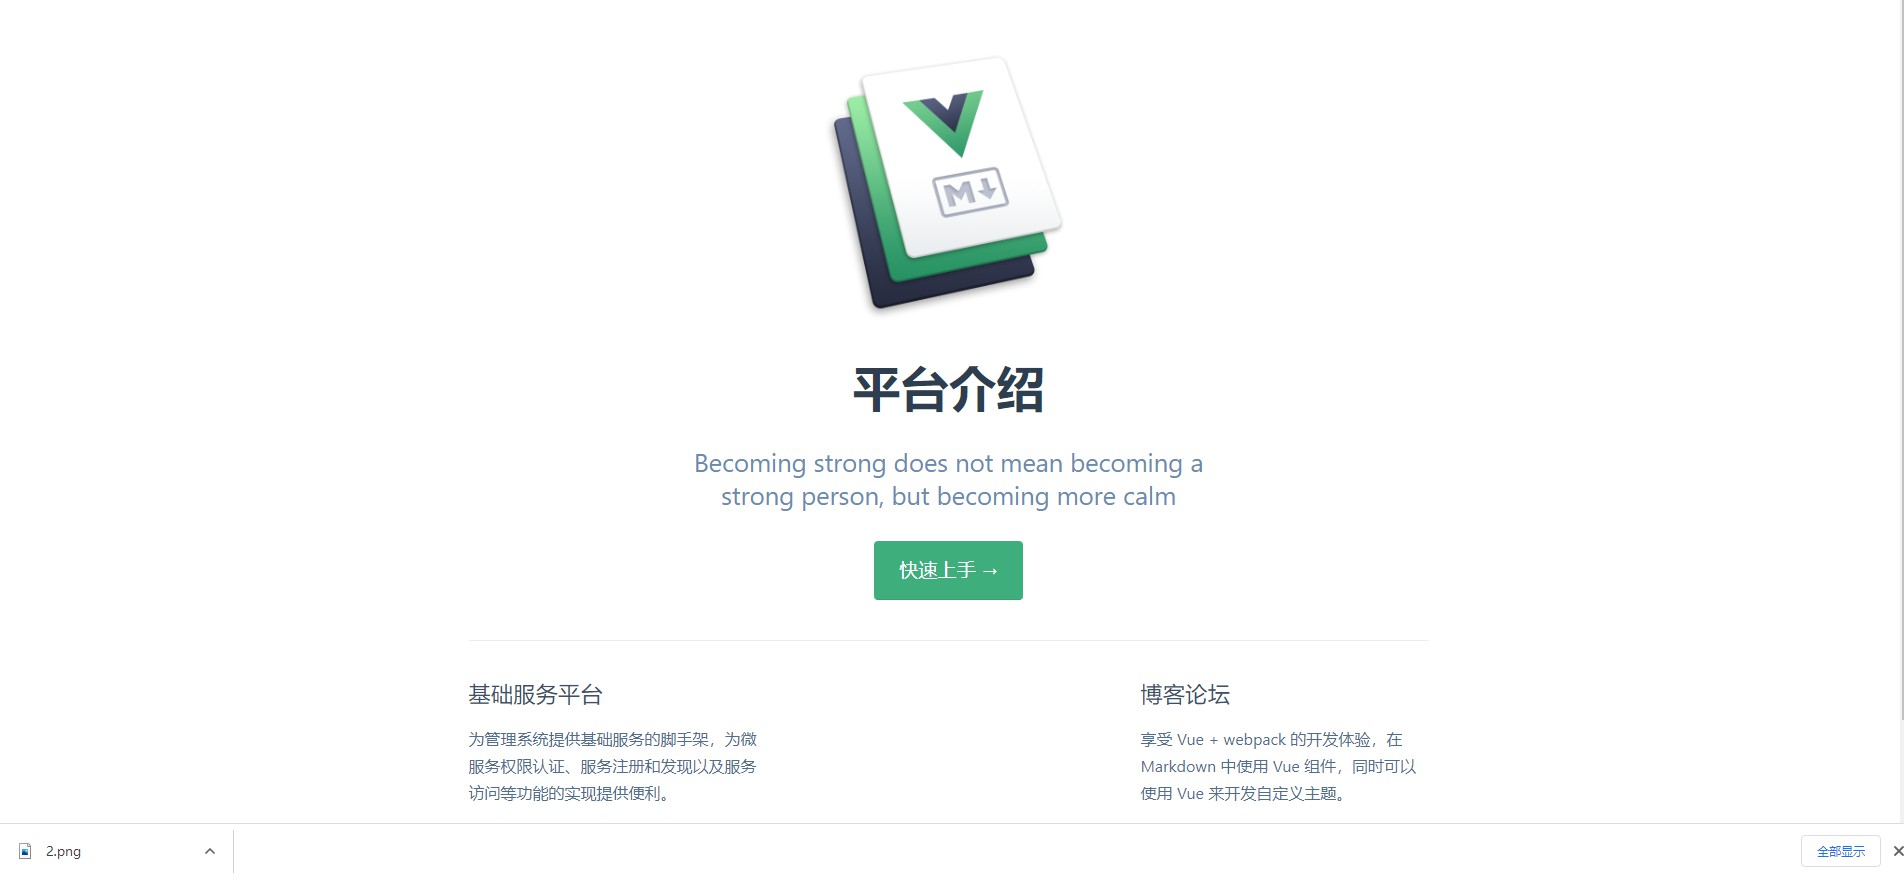 M
平台介绍
Becoming strong does not mean becoming a
strong person, but becoming more calm
快速上手 →
基础服务平台
为管理系统提供基础服务的脚手架，为微
服务权限认证、服务注册和发现以及服务
访问等功能的实现提供便利。
博客论坛
享受 Vue + webpack 的开发体验，在
Markdown 中使用 Vue 组件，同时可以
使用 Vue 来开发自定义主题。
2.png
全部显示